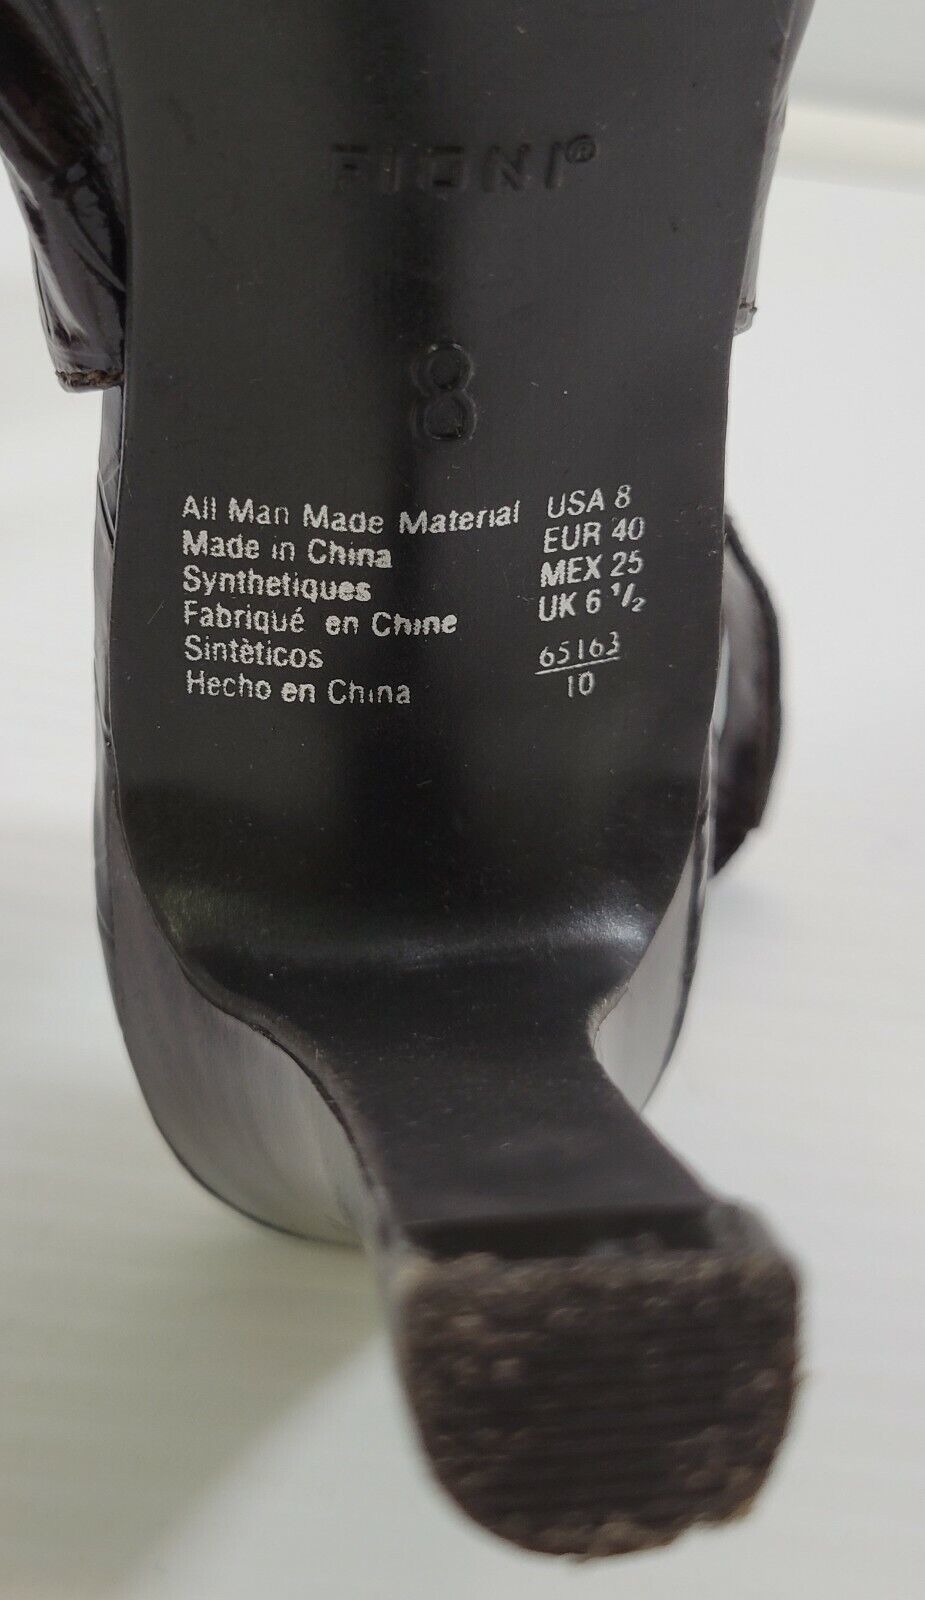 FIONI®
8
All Man Made Material
Made in China
Synthetiques
Fabriqué en Chine
Sintèticos
Hecho en China
USA 8
EUR 40
MEX 25
UK 6 1/2
65163
10